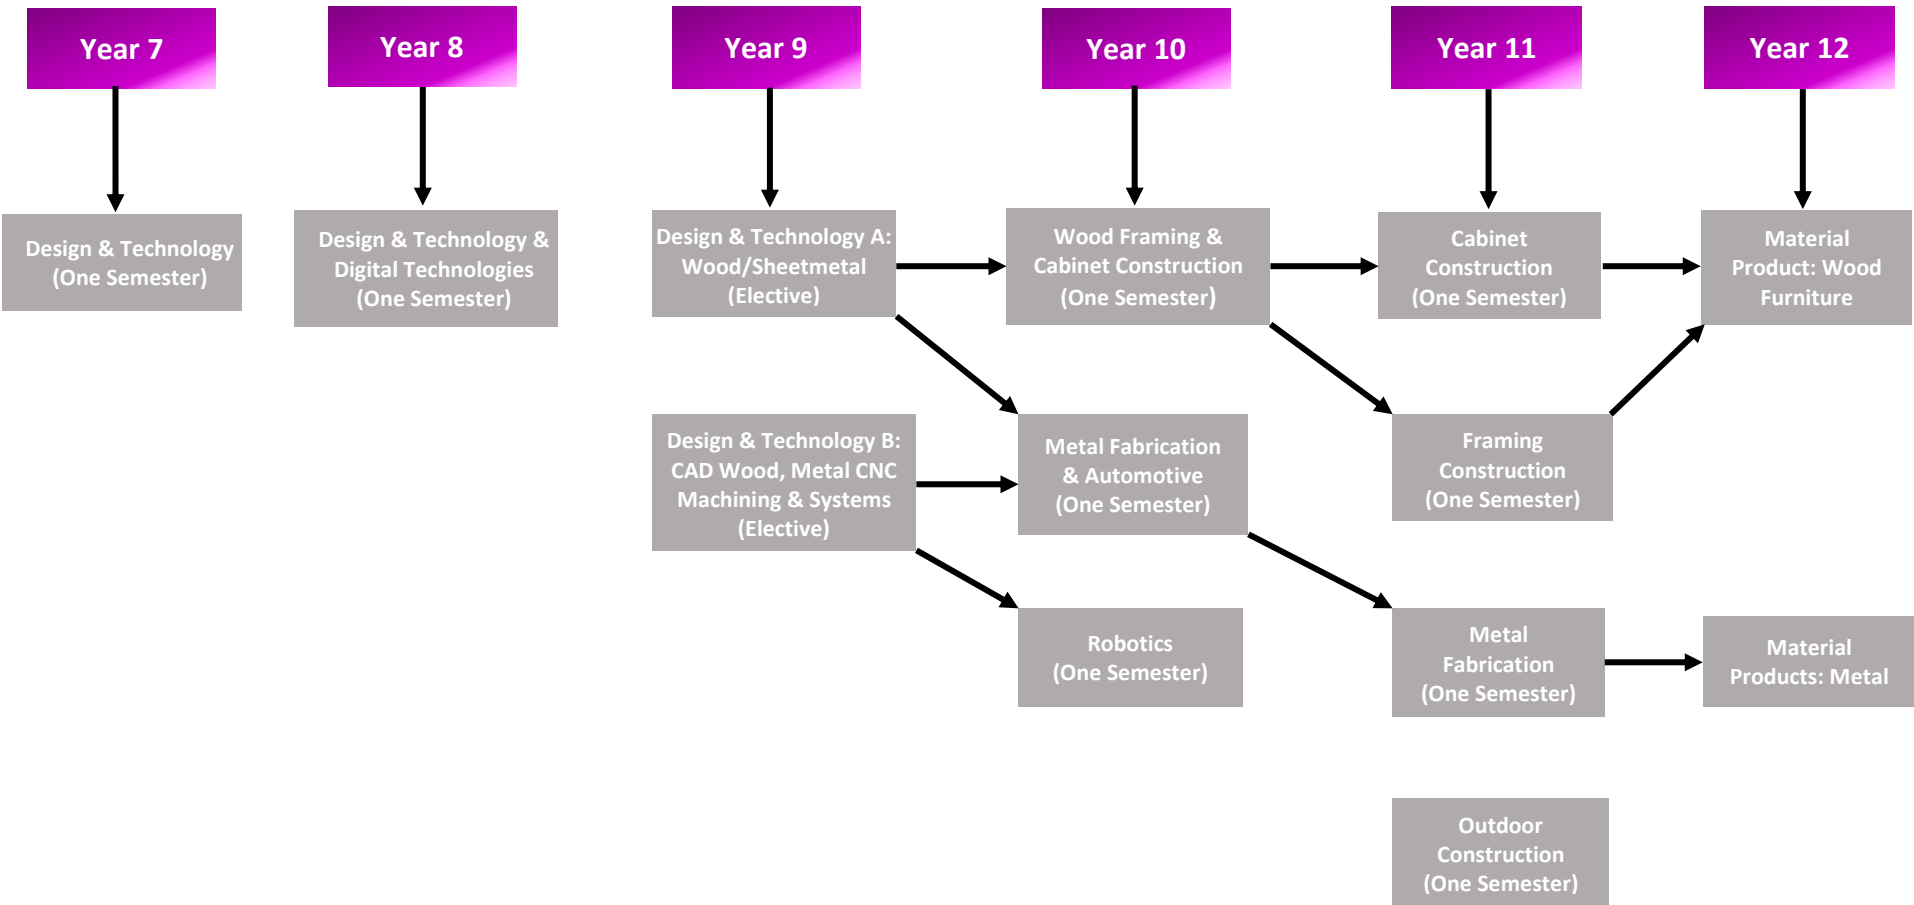 Year 7
Year 8
Year 9
Year 10
Year 11
Year 12
Design & Technology
(One Semester)
Design & Technology &
Digital Technologies
(One Semester)
Design & Technology A:
Wood/Sheetmetal
(Elective)
Wood Framing &
Cabinet Construction
(One Semester)
Cabinet
Construction
(One Semester)
Material
Product: Wood
Furniture
Design & Technology B:
CAD Wood, Metal CNC
Machining & Systems
(Elective)
Metal Fabrication
& Automotive
(One Semester)
Framing
Construction
(One Semester)
Robotics
(One Semester)
Metal
Fabrication
(One Semester)
Material
Products: Metal
Outdoor
Construction
(One Semester)